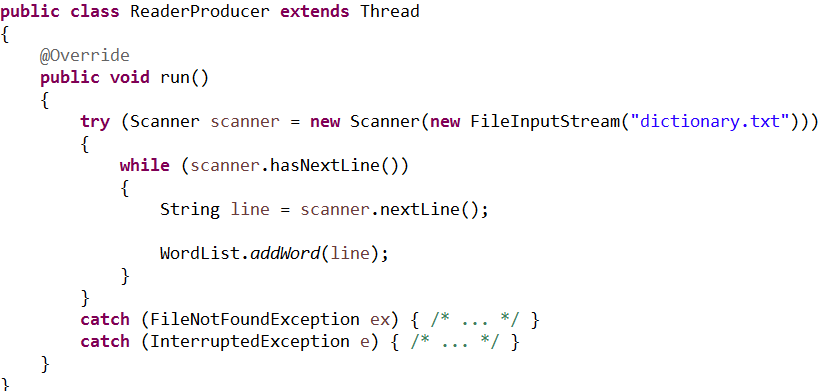 public class ReaderProducer extends Thread
{
    @Override
    public void run()
    {
        try (Scanner scanner = new Scanner(new FileInputStream("dictionary.txt")))
        {
            while (scanner.hasNextLine())
            {
                String line = scanner.nextLine();

                WordList.addWord(line);
            }
        }
        catch (FileNotFoundException ex) { /* ... */ }
        catch (InterruptedException e) { /* ... */ }
    }
}